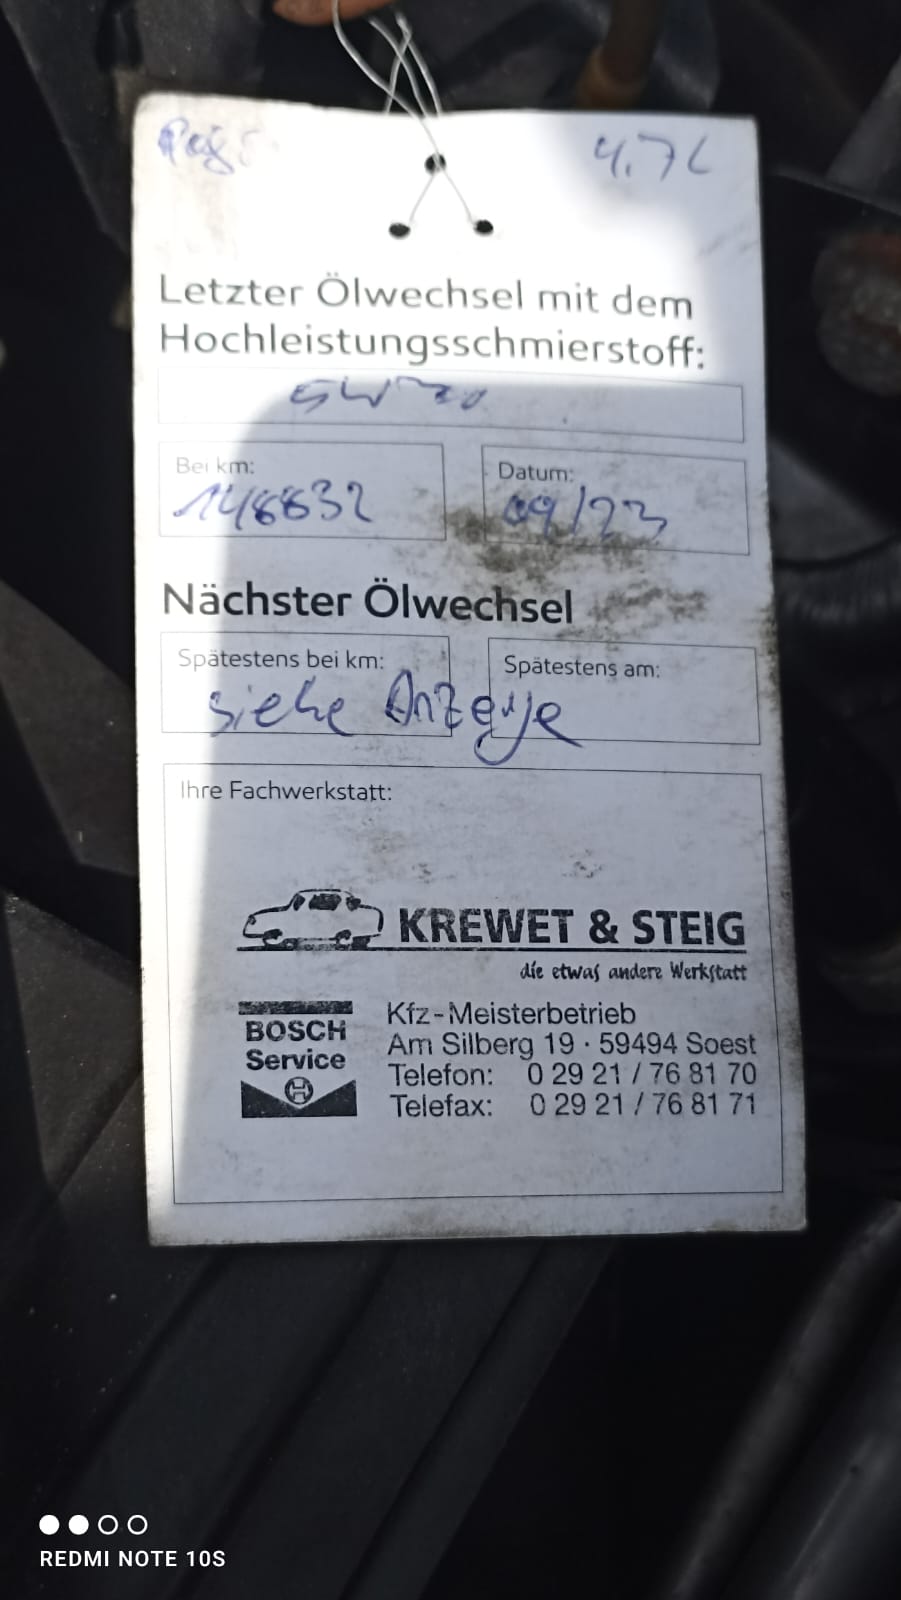 4,7L
Letzter Ölwechsel mit dem
Hochleistungsschmierstoff:
5W30
Bei km:
148832
Datum:
09/23
Nächster Ölwechsel
Spätestens bei km:
Spätestens am:
siehe Anzeige
Ihre Fachwerkstatt:
KREWET & STEIG
die etwas andere Werkstatt
BOSCH
Service
Kfz-Meisterbetrieb
Am Silberg 19 · 59494 Soest
Telefon: 0 29 21 / 76 81 70
Telefax: 0 29 21 / 76 81 71
REDMI NOTE 10S